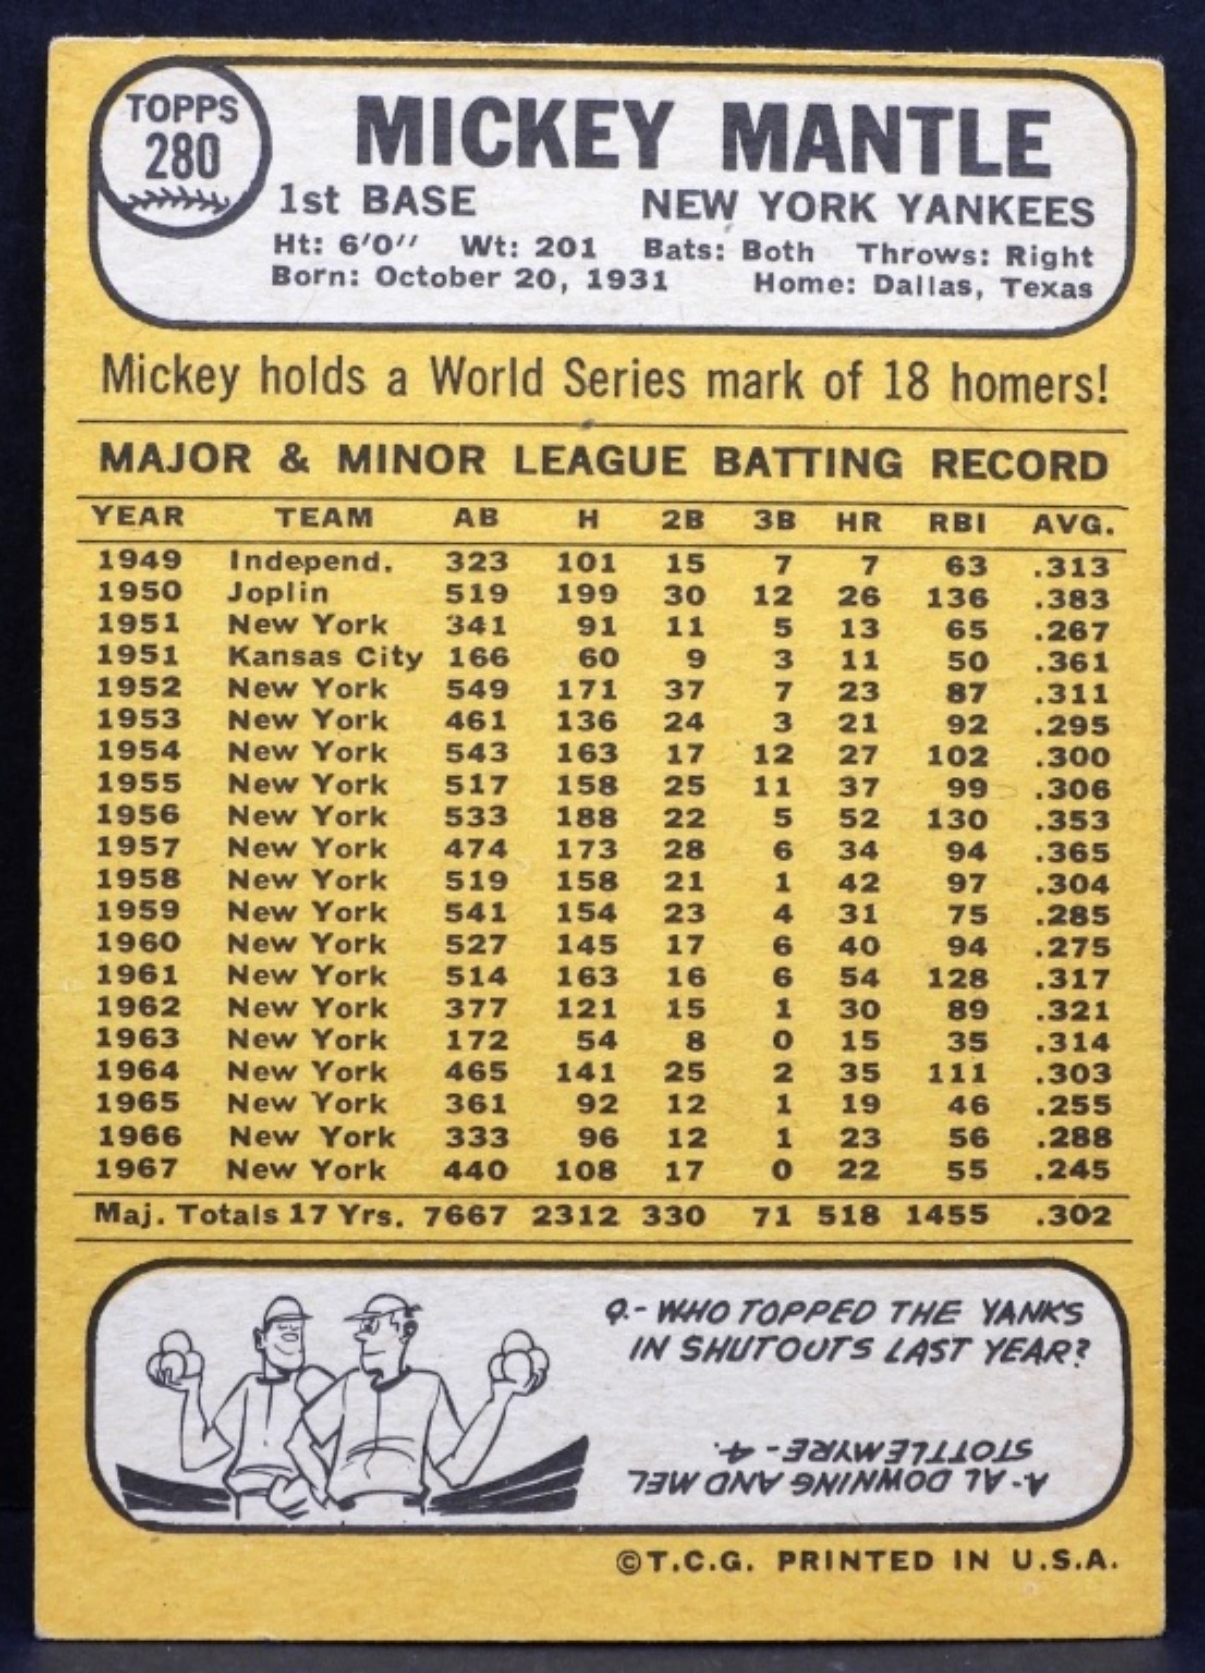 TOPPS
280
MICKEY MANTLE
1st BASE NEW YORK YANKEES
Ht: 6'0" Wt: 201 Bats: Both Throws: Right
Born: October 20, 1931 Home: Dallas, Texas
Mickey holds a World Series mark of 18 homers!
MAJOR & MINOR LEAGUE BATTING RECORD
YEAR TEAM AB H 2B 3B HR RBI AVG.
1949 Independ. 323 101 15 7 7 63 .313
1950 Joplin 519 199 30 12 26 136 .383
1951 New York 341 91 11 5 13 65 .267
1951 Kansas City 166 60 9 3 11 50 .361
1952 New York 549 171 37 7 23 87 .311
1953 New York 461 136 24 3 21 92 .295
1954 New York 543 163 17 12 27 102 .300
1955 New York 517 158 25 11 37 99 .306
1956 New York 533 188 22 5 52 130 .353
1957 New York 474 173 28 6 34 94 .365
1958 New York 519 158 21 1 42 97 .304
1959 New York 541 154 23 4 31 75 .285
1960 New York 527 145 17 6 40 94 .275
1961 New York 514 163 16 6 54 128 .317
1962 New York 377 121 15 1 30 89 .321
1963 New York 172 54 8 0 15 35 .314
1964 New York 465 141 25 2 35 111 .303
1965 New York 361 92 12 1 19 46 .255
1966 New York 333 96 12 1 23 56 .288
1967 New York 440 108 17 0 22 55 .245
Maj. Totals 17 Yrs. 7667 2312 330 71 518 1455 .302
Q.- WHO TOPPED THE YANKS
IN SHUTOUTS LAST YEAR?
A.- AL DOWNING AND MEL
STOTTLEMYRE - 4.
©T.C.G. PRINTED IN U.S.A.